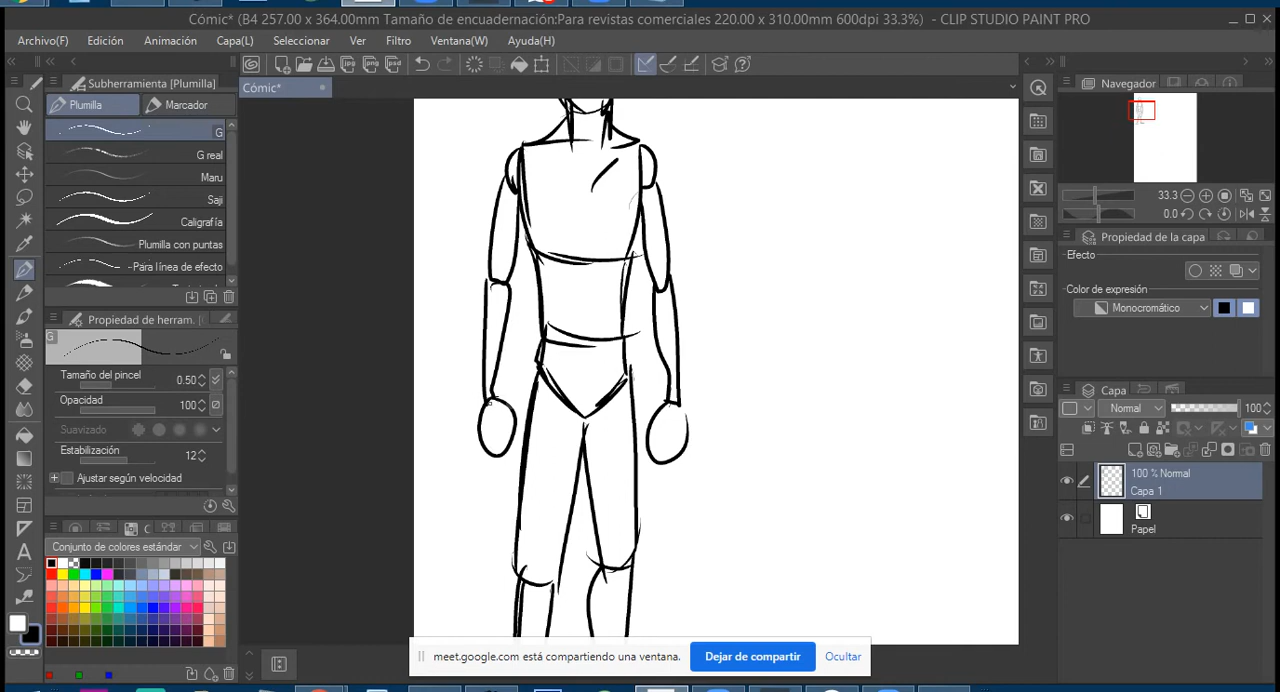 Cómic* (B4 257.00 x 364.00mm Tamaño de encuadernación:Para revistas comerciales 220.00 x 310.00mm 600dpi 33.3%) - CLIP STUDIO PAINT PRO
Archivo(F) Edición Animación Capa(L) Seleccionar Ver Filtro Ventana(W) Ayuda(H)
Subherramienta [Plumilla]
Cómic*
Navegador
Plumilla Marcador
G
G real
Maru
Saji
Caligrafía
Plumilla con puntas
Para línea de efecto
33.3
0.0
Propiedad de la capa
Efecto
Color de expresión
Monocromático
Propiedad de herram. [
G
Tamaño del pincel 0.50
Opacidad 100
Suavizado
Estabilización 12
Ajustar según velocidad
Capa
Normal 100
100 % Normal
Capa 1
Papel
Conjunto de colores estándar
meet.google.com está compartiendo una ventana. Dejar de compartir Ocultar